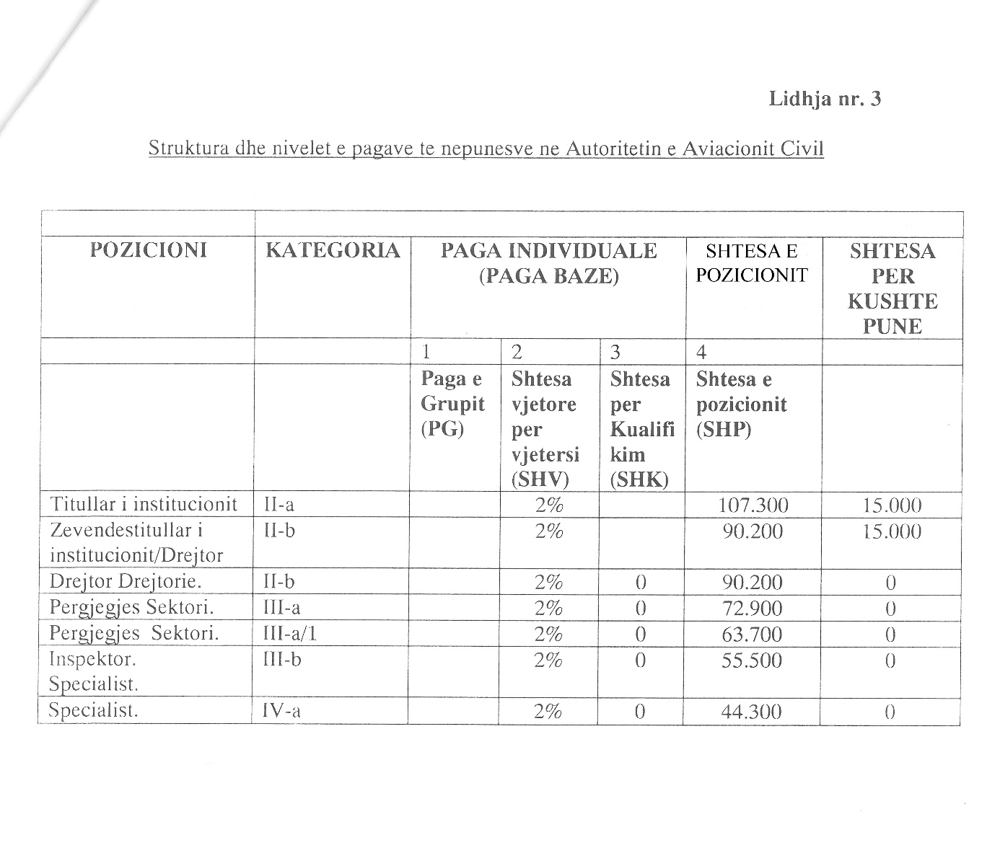 Lidhja nr. 3
Struktura dhe nivelet e pagave te nepunesve ne Autoritetin e Aviacionit Civil
POZICIONI KATEGORIA PAGA INDIVIDUALE SHTESA E SHTESA
(PAGA BAZE) POZICIONIT PER
KUSHTE
PUNE
1 2 3 4
Paga e Shtesa Shtesa Shtesa e
Grupit vjetore per pozicionit
(PG) per Kualifi (SHP)
vjetersi kim
(SHV) (SHK)
Titullar i institucionit II-a 2% 107.300 15.000
Zevendestitullar i II-b 2% 90.200 15.000
institucionit/Drejtor
Drejtor Drejtorie. II-b 2% 0 90.200 0
Pergjegjes Sektori. III-a 2% 0 72.900 0
Pergjegjes Sektori. III-a/1 2% 0 63.700 0
Inspektor. III-b 2% 0 55.500 0
Specialist.
Specialist. IV-a 2% 0 44.300 0